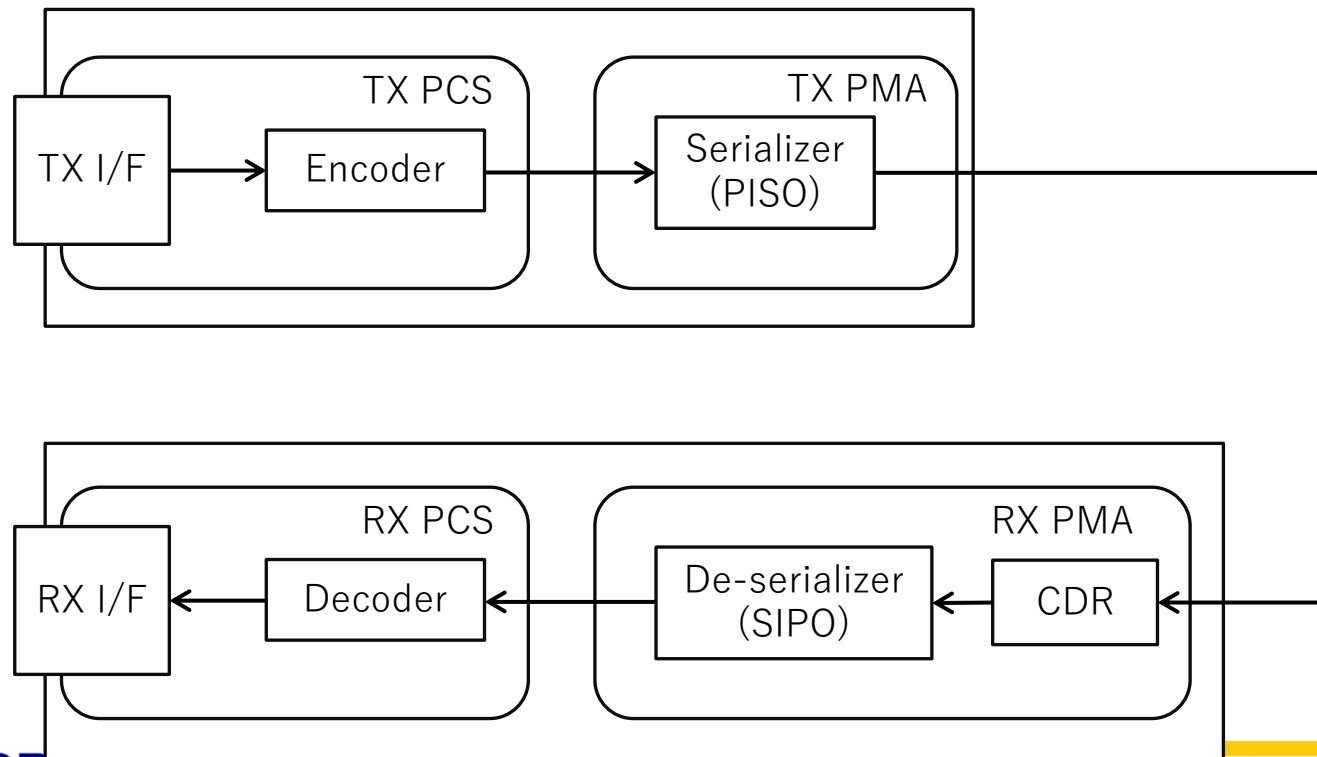 TX PCS
TX PMA
TX I/F
Encoder
Serializer
(PISO)
RX PCS
RX PMA
RX I/F
Decoder
De-serializer
(SIPO)
CDR